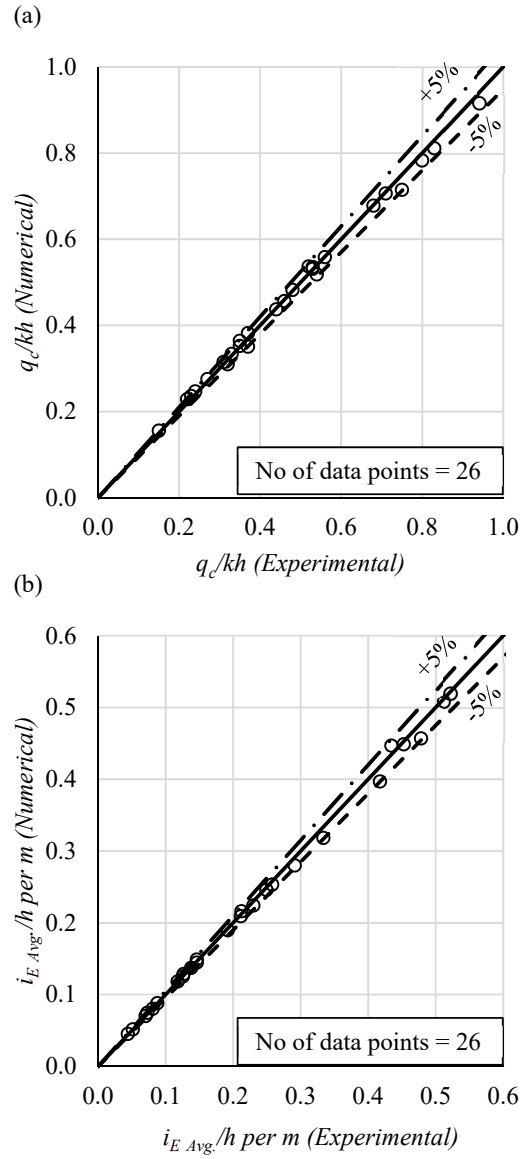 (a)
1.0
+5%
-5%
0.8
0.6
0.4
0.2
0.0
q_c/kh (Numerical)
No of data points = 26
0.0 0.2 0.4 0.6 0.8 1.0
q_c/kh (Experimental)
(b)
0.6
+5%
-5%
0.5
0.4
0.3
0.2
0.1
0.0
i_E Avg./h per m (Numerical)
No of data points = 26
0.0 0.1 0.2 0.3 0.4 0.5 0.6
i_E Avg./h per m (Experimental)